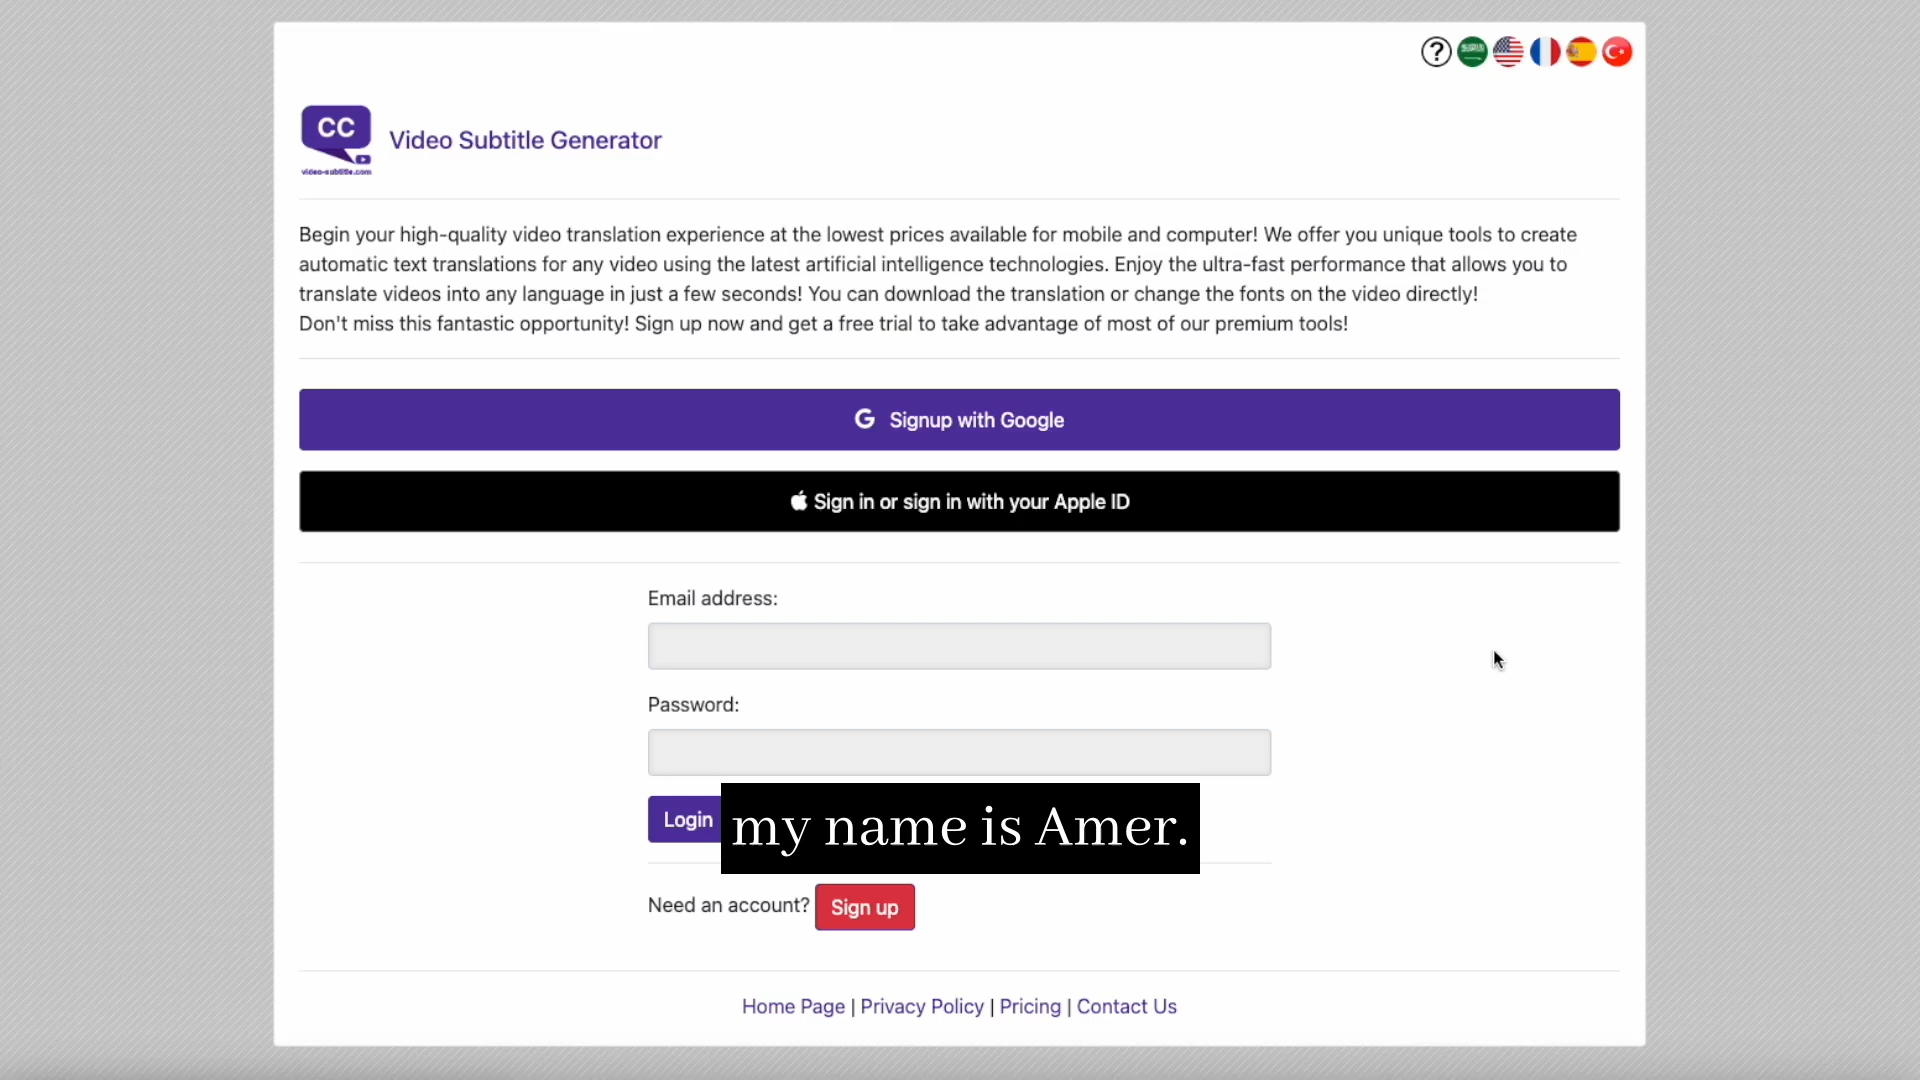 ?
CC
video-subtitle.com
Video Subtitle Generator
Begin your high-quality video translation experience at the lowest prices available for mobile and computer! We offer you unique tools to create
automatic text translations for any video using the latest artificial intelligence technologies. Enjoy the ultra-fast performance that allows you to
translate videos into any language in just a few seconds! You can download the translation or change the fonts on the video directly!
Don't miss this fantastic opportunity! Sign up now and get a free trial to take advantage of most of our premium tools!
G Signup with Google
Sign in or sign in with your Apple ID
Email address:
Password:
Login
my name is Amer.
Need an account? Sign up
Home Page | Privacy Policy | Pricing | Contact Us